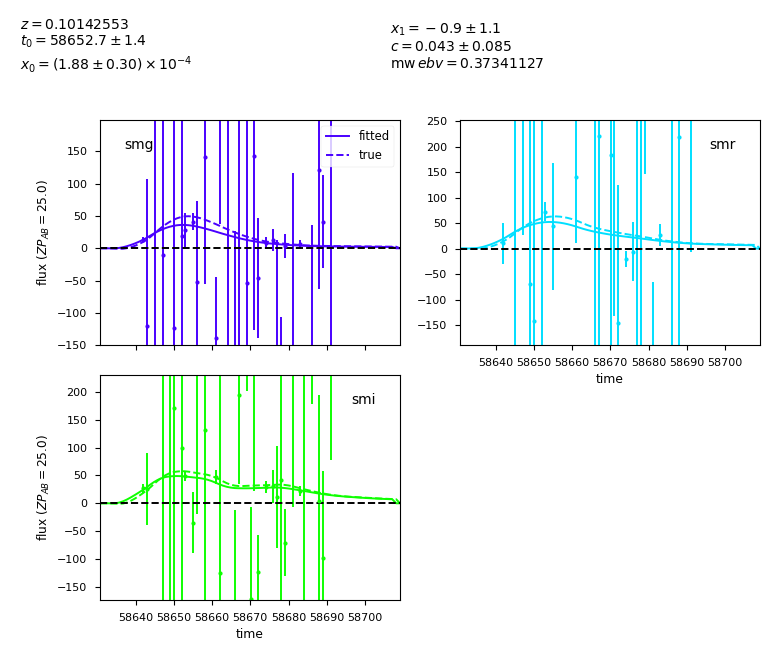 z = 0.10142553
t₀ = 58652.7 ± 1.4
x₀ = (1.88 ± 0.30) × 10⁻⁴
x₁ = −0.9 ± 1.1
c = 0.043 ± 0.085
mw ebv = 0.37341127
smg
fitted
true
150
100
50
0
−50
−100
−150
flux (ZP_AB = 25.0)
smr
250
200
150
100
50
0
−50
−100
−150
58640 58650 58660 58670 58680 58690 58700
time
smi
200
150
100
50
0
−50
−100
−150
flux (ZP_AB = 25.0)
58640 58650 58660 58670 58680 58690 58700
time